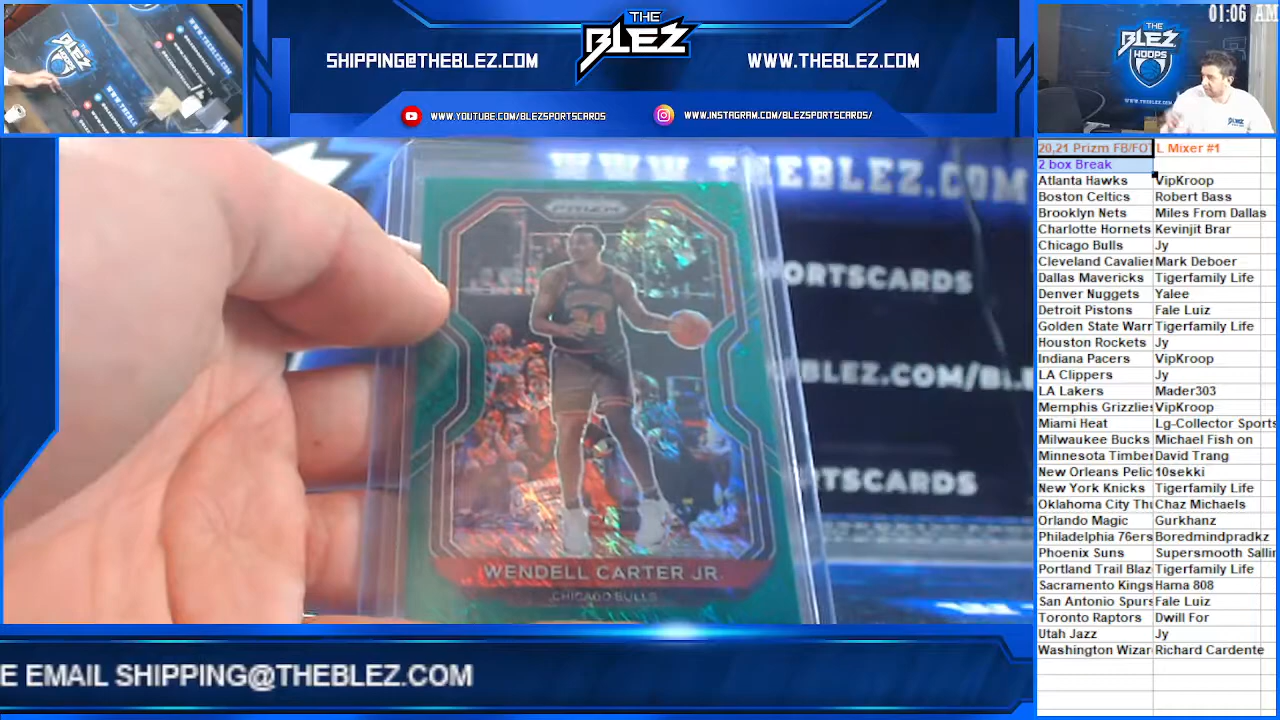 01:06 AM
THE
BLEZ
SHIPPING@THEBLEZ.COM
WWW.THEBLEZ.COM
WWW.YOUTUBE.COM/BLEZSPORTSCARDS
WWW.INSTAGRAM.COM/BLEZSPORTSCARDS/
THE
BLEZ
HOOPS
WWW.THEBLEZ.COM
PRIZM
WENDELL CARTER JR.
CHICAGO BULLS
ORTSCARDS
BLEZ.COM/BL
RTSCARDS
E EMAIL SHIPPING@THEBLEZ.COM
20,21 Prizm FB/FOT L Mixer #1
2 box Break
Atlanta Hawks VipKroop
Boston Celtics Robert Bass
Brooklyn Nets Miles From Dallas
Charlotte Hornets Kevinjit Brar
Chicago Bulls Jy
Cleveland Cavalier Mark Deboer
Dallas Mavericks Tigerfamily Life
Denver Nuggets Yalee
Detroit Pistons Fale Luiz
Golden State Warr Tigerfamily Life
Houston Rockets Jy
Indiana Pacers VipKroop
LA Clippers Jy
LA Lakers Mader303
Memphis Grizzlies VipKroop
Miami Heat Lg-Collector Sports
Milwaukee Bucks Michael Fish on
Minnesota Timber David Trang
New Orleans Pelic 10sekki
New York Knicks Tigerfamily Life
Oklahoma City Thu Chaz Michaels
Orlando Magic Gurkhanz
Philadelphia 76ers Boredmindpradkz
Phoenix Suns Supersmooth Sallin
Portland Trail Blaz Tigerfamily Life
Sacramento Kings Hama 808
San Antonio Spurs Fale Luiz
Toronto Raptors Dwill For
Utah Jazz Jy
Washington Wizar Richard Cardente